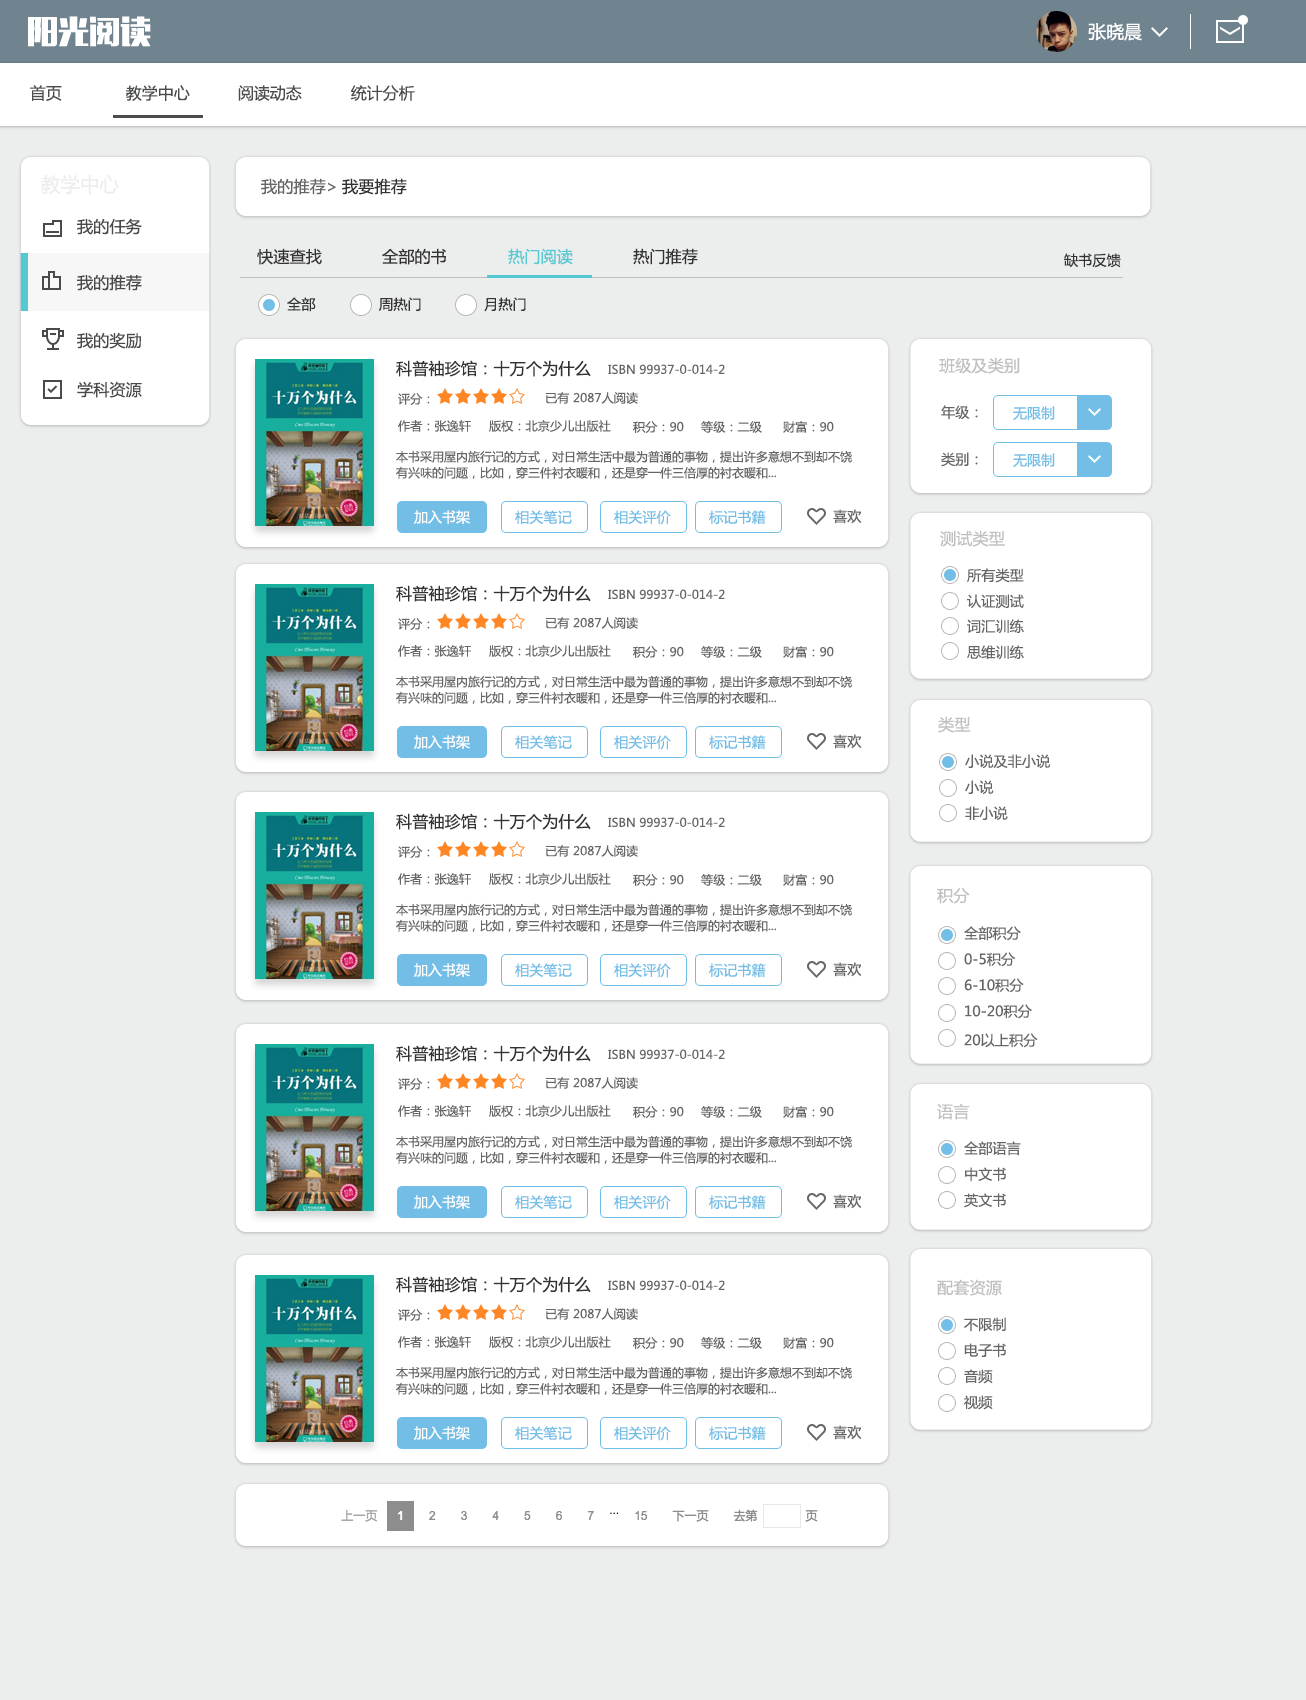 阳光阅读
张晓晨
首页 教学中心 阅读动态 统计分析
教学中心
我的任务
我的推荐
我的奖励
学科资源
我的推荐> 我要推荐
快速查找 全部的书 热门阅读 热门推荐 缺书反馈
全部 周热门 月热门
十万个为什么
科普袖珍馆：十万个为什么 ISBN 99937-0-014-2
评分： 已有 2087人阅读
作者：张逸轩 版权：北京少儿出版社 积分：90 等级：二级 财富：90
本书采用屋内旅行记的方式，对日常生活中最为普通的事物，提出许多意想不到却不饶
有兴味的问题，比如，穿三件衬衣暖和，还是穿一件三倍厚的衬衣暖和...
加入书架 相关笔记 相关评价 标记书籍 喜欢
十万个为什么
科普袖珍馆：十万个为什么 ISBN 99937-0-014-2
评分： 已有 2087人阅读
作者：张逸轩 版权：北京少儿出版社 积分：90 等级：二级 财富：90
本书采用屋内旅行记的方式，对日常生活中最为普通的事物，提出许多意想不到却不饶
有兴味的问题，比如，穿三件衬衣暖和，还是穿一件三倍厚的衬衣暖和...
加入书架 相关笔记 相关评价 标记书籍 喜欢
十万个为什么
科普袖珍馆：十万个为什么 ISBN 99937-0-014-2
评分： 已有 2087人阅读
作者：张逸轩 版权：北京少儿出版社 积分：90 等级：二级 财富：90
本书采用屋内旅行记的方式，对日常生活中最为普通的事物，提出许多意想不到却不饶
有兴味的问题，比如，穿三件衬衣暖和，还是穿一件三倍厚的衬衣暖和...
加入书架 相关笔记 相关评价 标记书籍 喜欢
十万个为什么
科普袖珍馆：十万个为什么 ISBN 99937-0-014-2
评分： 已有 2087人阅读
作者：张逸轩 版权：北京少儿出版社 积分：90 等级：二级 财富：90
本书采用屋内旅行记的方式，对日常生活中最为普通的事物，提出许多意想不到却不饶
有兴味的问题，比如，穿三件衬衣暖和，还是穿一件三倍厚的衬衣暖和...
加入书架 相关笔记 相关评价 标记书籍 喜欢
十万个为什么
科普袖珍馆：十万个为什么 ISBN 99937-0-014-2
评分： 已有 2087人阅读
作者：张逸轩 版权：北京少儿出版社 积分：90 等级：二级 财富：90
本书采用屋内旅行记的方式，对日常生活中最为普通的事物，提出许多意想不到却不饶
有兴味的问题，比如，穿三件衬衣暖和，还是穿一件三倍厚的衬衣暖和...
加入书架 相关笔记 相关评价 标记书籍 喜欢
上一页 1 2 3 4 5 6 7 ... 15 下一页 去第 页
班级及类别
年级： 无限制
类别： 无限制
测试类型
所有类型
认证测试
词汇训练
思维训练
类型
小说及非小说
小说
非小说
积分
全部积分
0-5积分
6-10积分
10-20积分
20以上积分
语言
全部语言
中文书
英文书
配套资源
不限制
电子书
音频
视频